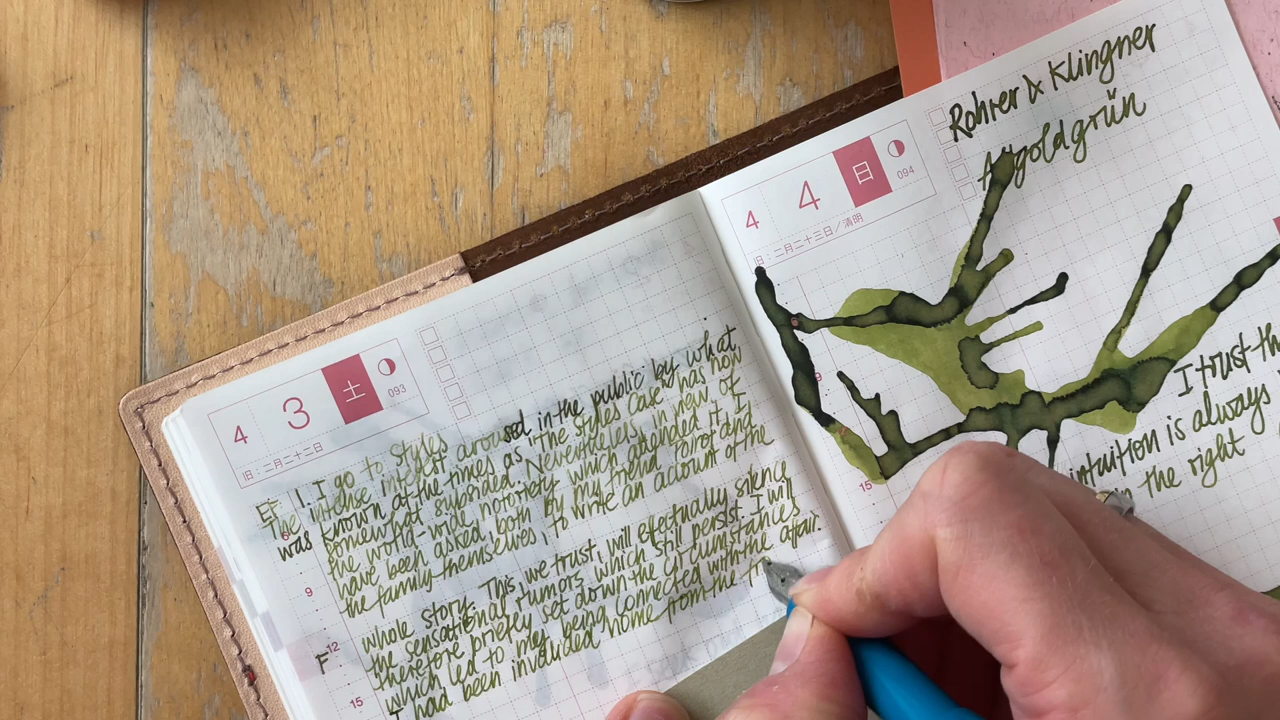 4 3 土 093
旧:二月二十二日
EF 1. I go to Styles
The intense interest aroused in the public by what
was known at the times as "The Styles Case" has now
somewhat subsided. Nevertheless, in view of
the world-wide notoriety which attended it, I
have been asked, both by my friend Poirot and
the family themselves, to write an account of the
9
whole story. This, we trust, will effectually silence
the sensational rumors which still persist. I will
therefore briefly set down the circumstances
F 12
which led to my being connected with the affair.
I had been invalided home from the
15
4 4 日 094
旧:二月二十三日/清明
Rohrer & Klingner
goldgrün
9
15
I trust
intuition is always
the right